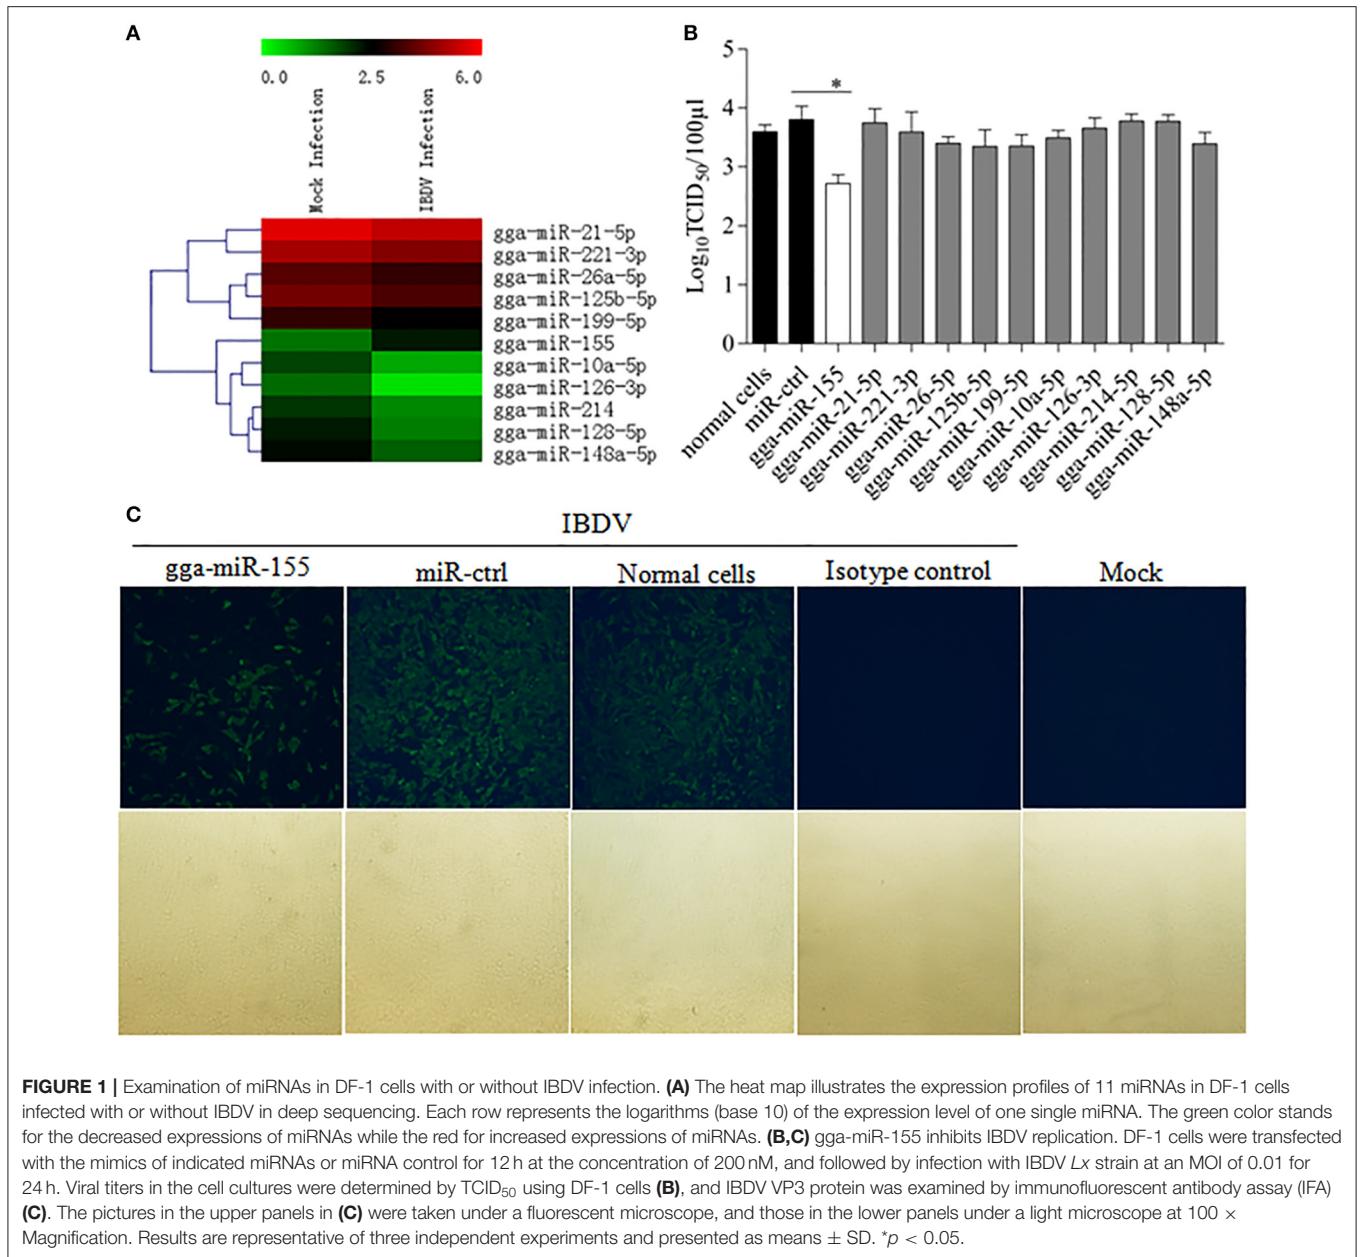 A
0.0 2.5 6.0
Mock Infection
IBDV Infection
gga-miR-21-5p
gga-miR-221-3p
gga-miR-26a-5p
gga-miR-125b-5p
gga-miR-199-5p
gga-miR-155
gga-miR-10a-5p
gga-miR-126-3p
gga-miR-214
gga-miR-128-5p
gga-miR-148a-5p
B
Log10TCID50/100μl
5
4
3
2
1
0
*
normal cells
miR-ctrl
gga-miR-155
gga-miR-21-5p
gga-miR-221-3p
gga-miR-26-5p
gga-miR-125b-5p
gga-miR-199-5p
gga-miR-10a-5p
gga-miR-126-3p
gga-miR-214-5p
gga-miR-128-5p
gga-miR-148a-5p
C
IBDV
gga-miR-155 miR-ctrl Normal cells Isotype control Mock
FIGURE 1 | Examination of miRNAs in DF-1 cells with or without IBDV infection. (A) The heat map illustrates the expression profiles of 11 miRNAs in DF-1 cells
infected with or without IBDV in deep sequencing. Each row represents the logarithms (base 10) of the expression level of one single miRNA. The green color stands
for the decreased expressions of miRNAs while the red for increased expressions of miRNAs. (B,C) gga-miR-155 inhibits IBDV replication. DF-1 cells were transfected
with the mimics of indicated miRNAs or miRNA control for 12 h at the concentration of 200 nM, and followed by infection with IBDV Lx strain at an MOI of 0.01 for
24 h. Viral titers in the cell cultures were determined by TCID50 using DF-1 cells (B), and IBDV VP3 protein was examined by immunofluorescent antibody assay (IFA)
(C). The pictures in the upper panels in (C) were taken under a fluorescent microscope, and those in the lower panels under a light microscope at 100 ×
Magnification. Results are representative of three independent experiments and presented as means ± SD. *p < 0.05.